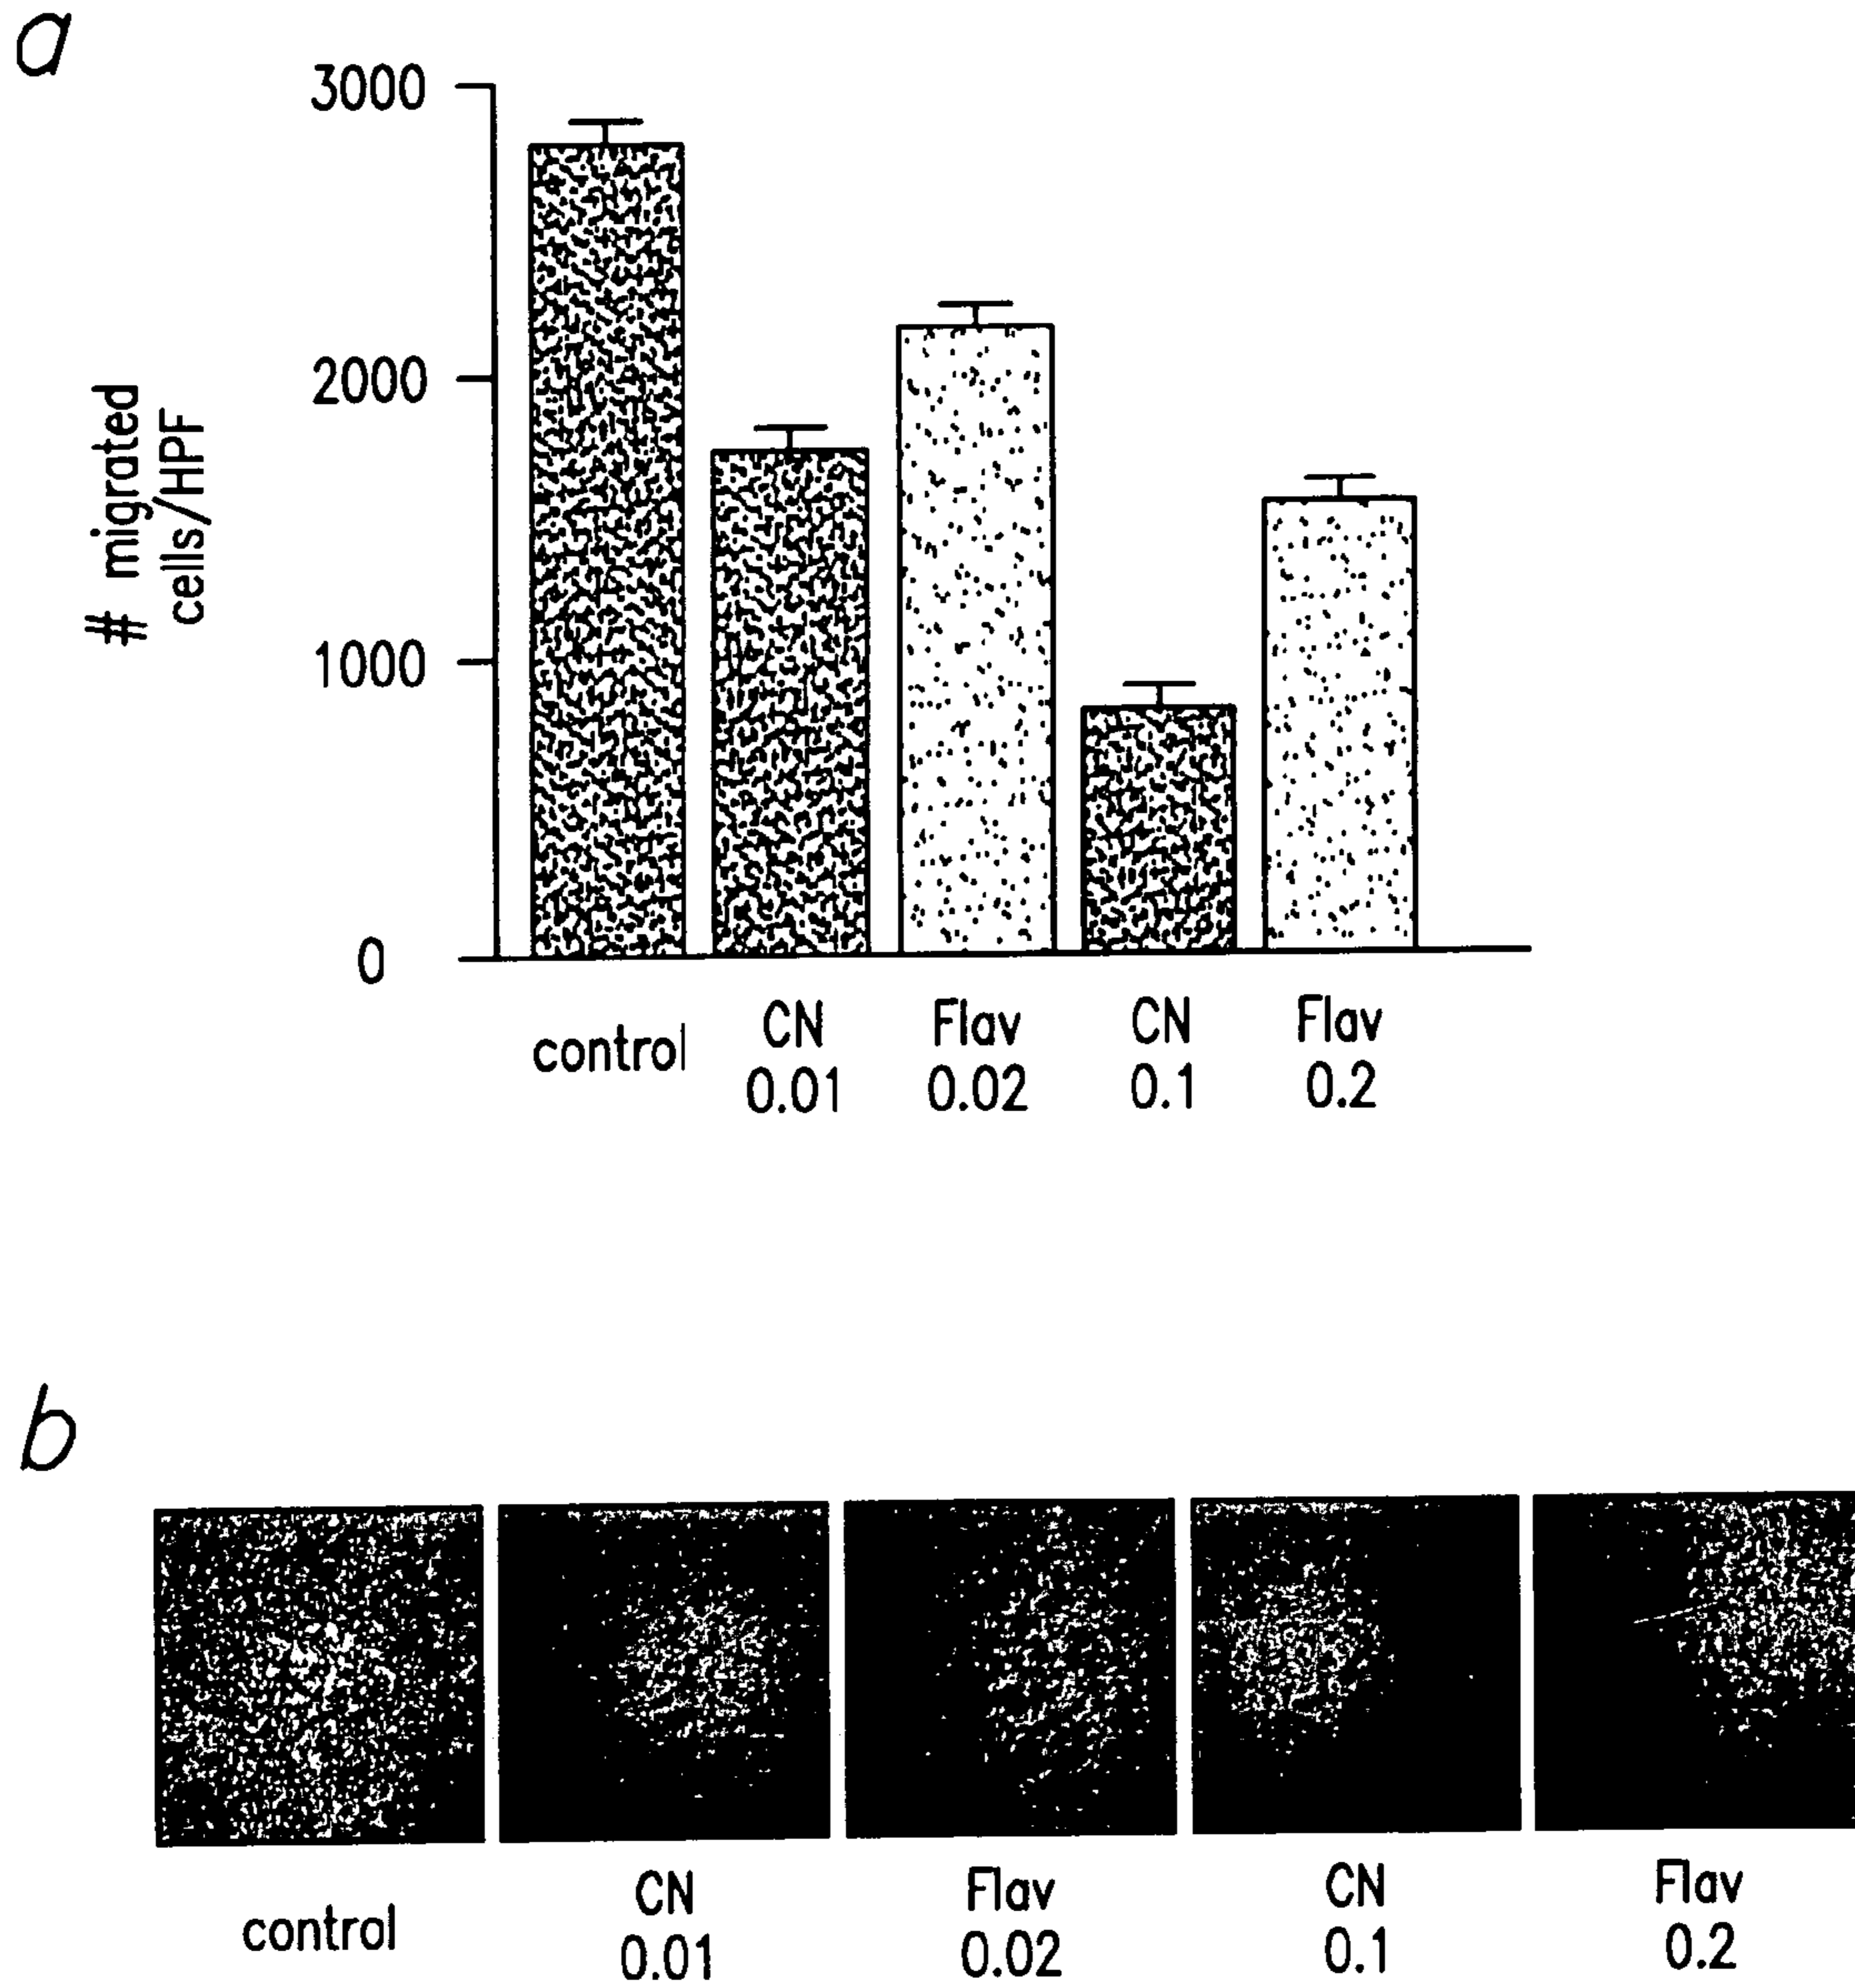 a
3000
2000
1000
0
# migrated
cells/HPF
control
CN
0.01
Flav
0.02
CN
0.1
Flav
0.2
b
control
CN
0.01
Flav
0.02
CN
0.1
Flav
0.2